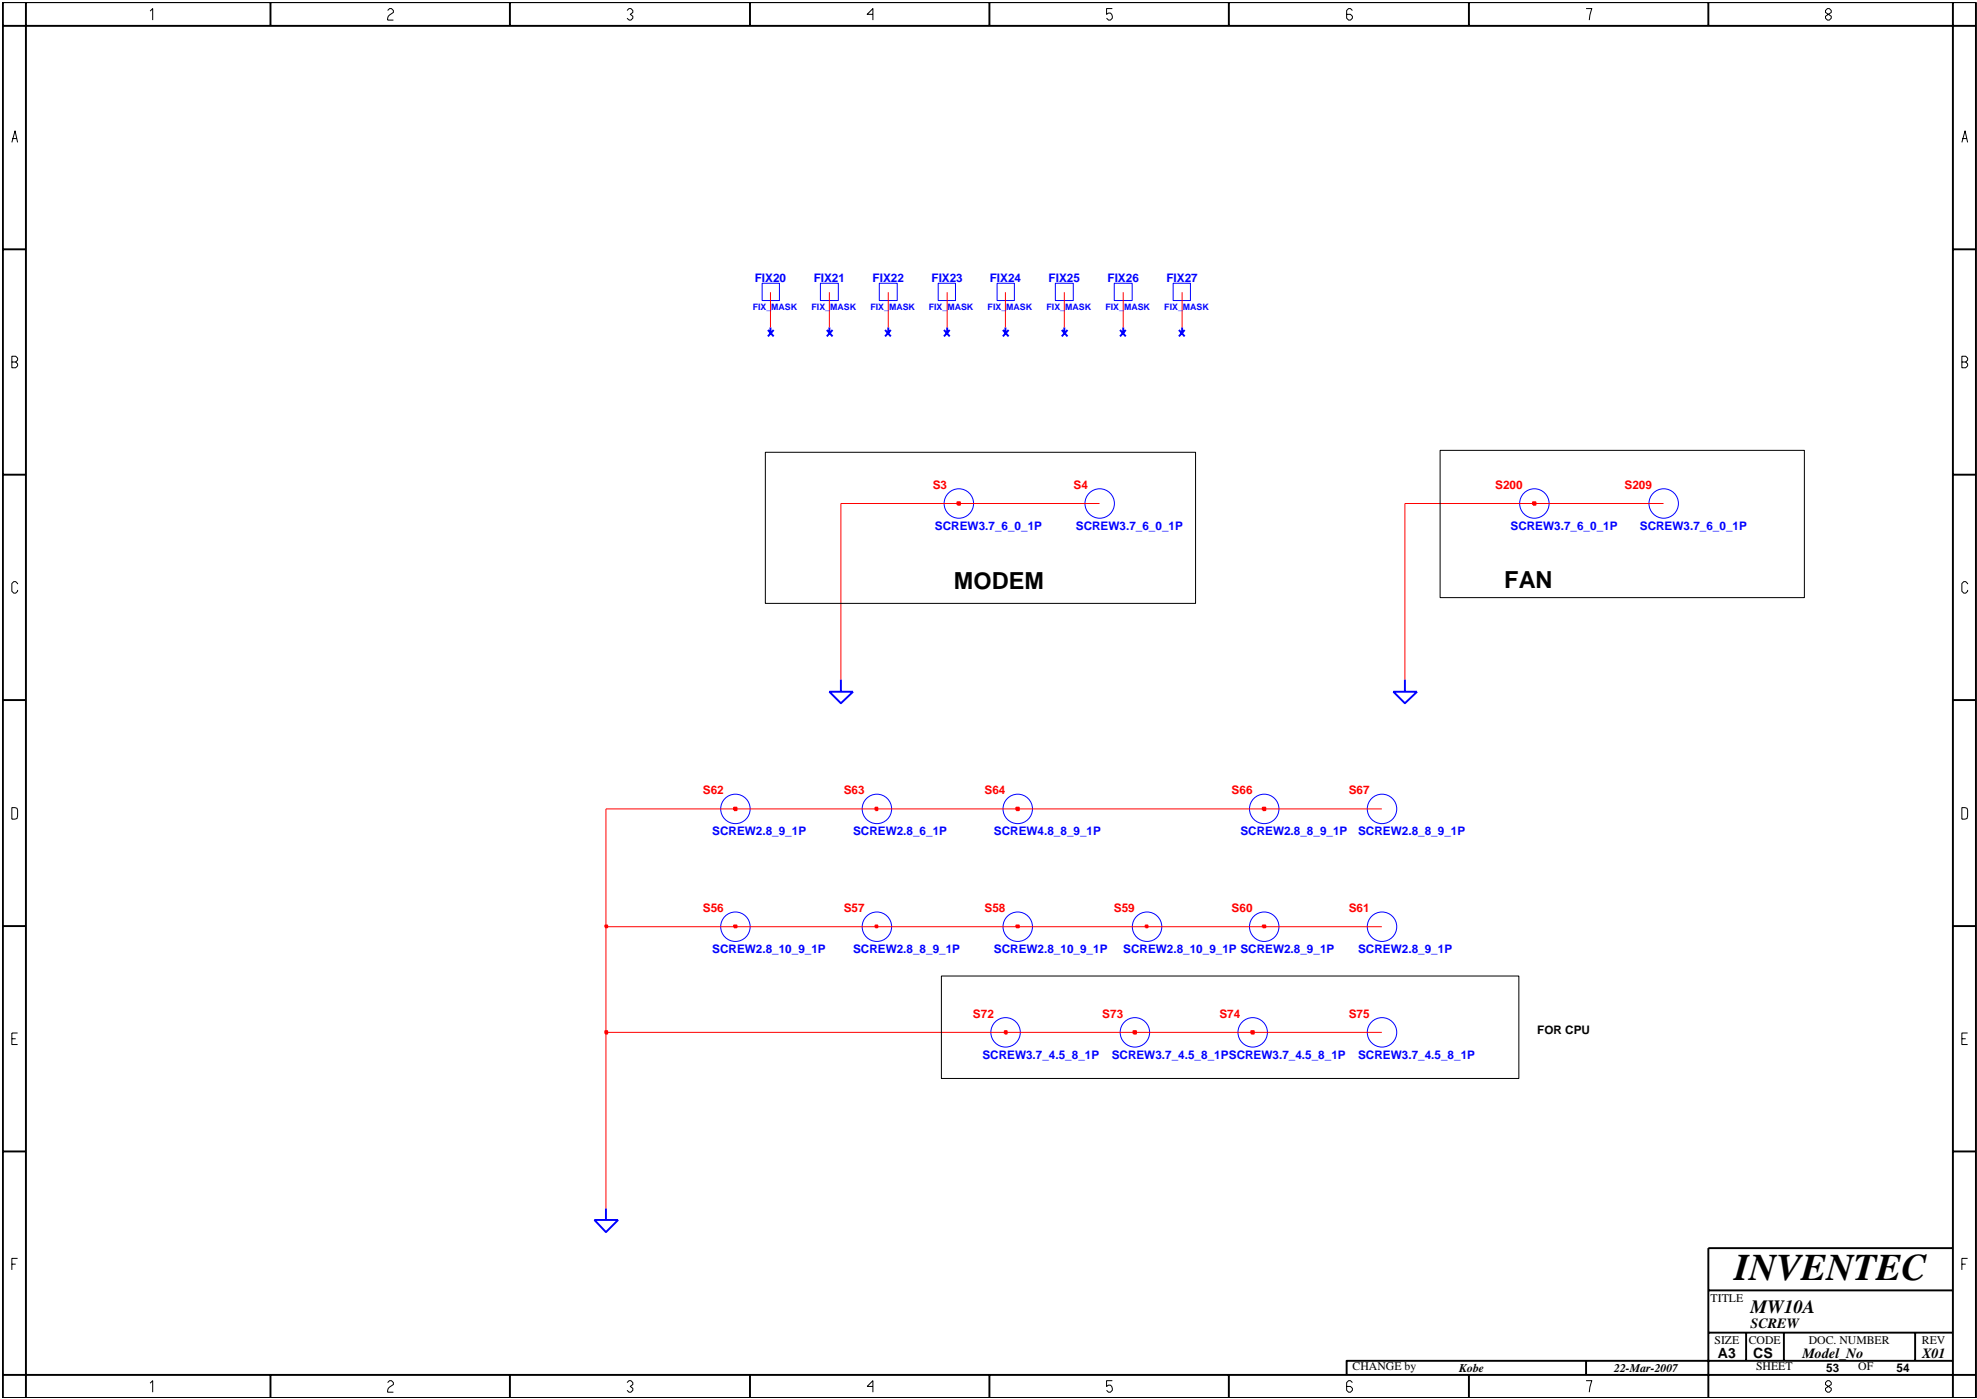 1 2 3 4 5 6 7 8
A A
FIX20 FIX21 FIX22 FIX23 FIX24 FIX25 FIX26 FIX27
FIX_MASK FIX_MASK FIX_MASK FIX_MASK FIX_MASK FIX_MASK FIX_MASK FIX_MASK
B B
S3 S4 S200 S209
SCREW3.7_6_0_1P SCREW3.7_6_0_1P SCREW3.7_6_0_1P SCREW3.7_6_0_1P
MODEM FAN
C C
S62 S63 S64 S66 S67
D D
SCREW2.8_9_1P SCREW2.8_6_1P SCREW4.8_8_9_1P SCREW2.8_8_9_1P SCREW2.8_8_9_1P
S56 S57 S58 S59 S60 S61
SCREW2.8_10_9_1P SCREW2.8_8_9_1P SCREW2.8_10_9_1P SCREW2.8_10_9_1P SCREW2.8_9_1P SCREW2.8_9_1P
S72 S73 S74 S75
FOR CPU
E E
SCREW3.7_4.5_8_1P SCREW3.7_4.5_8_1P SCREW3.7_4.5_8_1P SCREW3.7_4.5_8_1P
F F
INVENTEC
TITLE MW10A
SCREW
SIZE CODE DOC. NUMBER REV
A3 CS Model_No X01
CHANGE by Kobe 22-Mar-2007 SHEET 53 OF 54
1 2 3 4 5 6 7 8